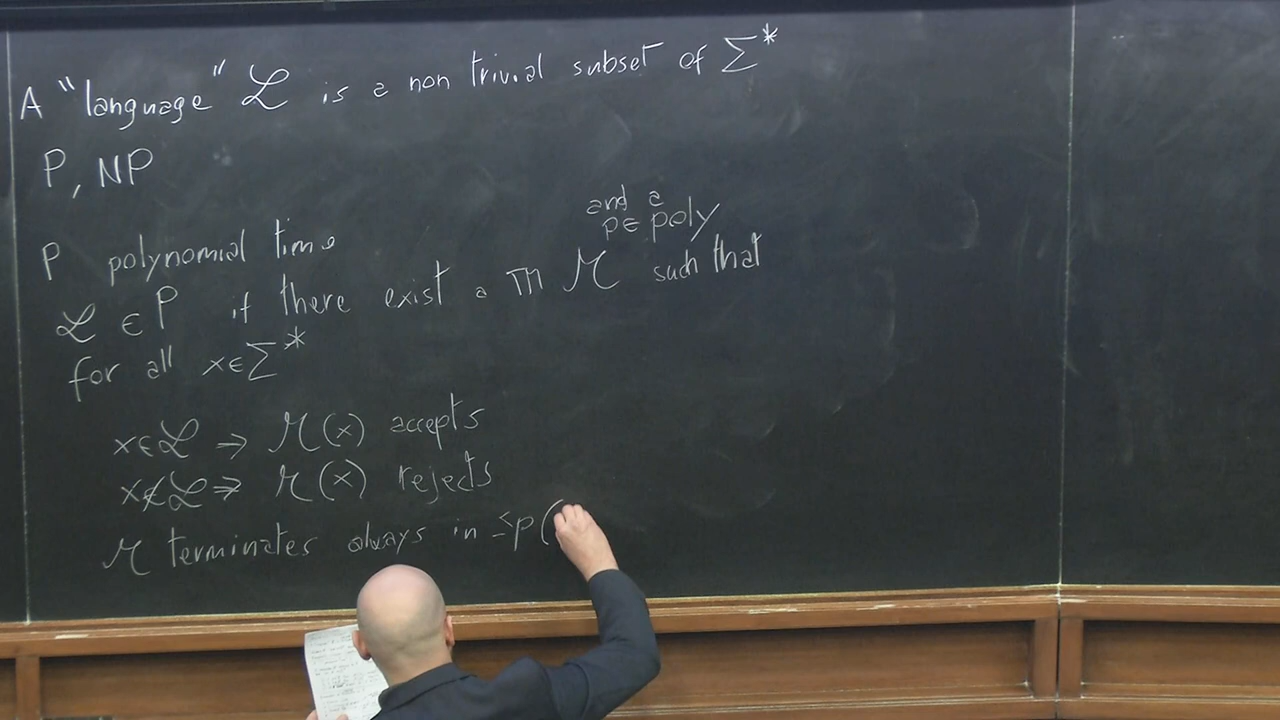 A "language" ℒ is a non trivial subset of Σ*
P, NP
P polynomial time
and a
p∈ poly
ℒ ∈ P if there exist a TM ℳ such that
for all x∈Σ*
x∈ℒ ⇒ ℳ(x) accepts
x∉ℒ ⇒ ℳ(x) rejects
ℳ terminates always in ≤p(